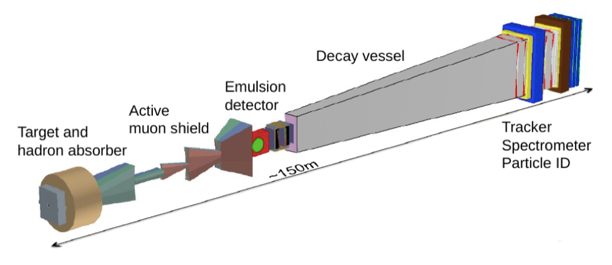 Decay vessel
Emulsion
detector
Active
muon shield
Target and
hadron absorber
Tracker
Spectrometer
Particle ID
~150m